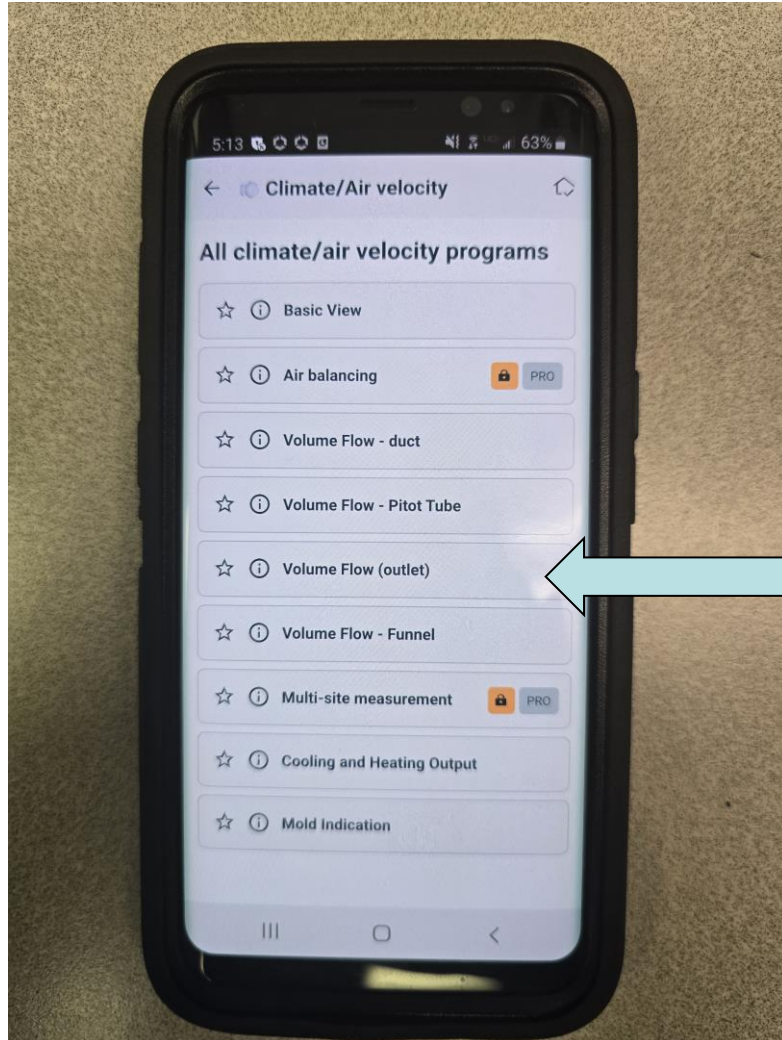 5:13
63%
Climate/Air velocity
All climate/air velocity programs
Basic View
Air balancing PRO
Volume Flow - duct
Volume Flow - Pitot Tube
Volume Flow (outlet)
Volume Flow - Funnel
Multi-site measurement PRO
Cooling and Heating Output
Mold Indication